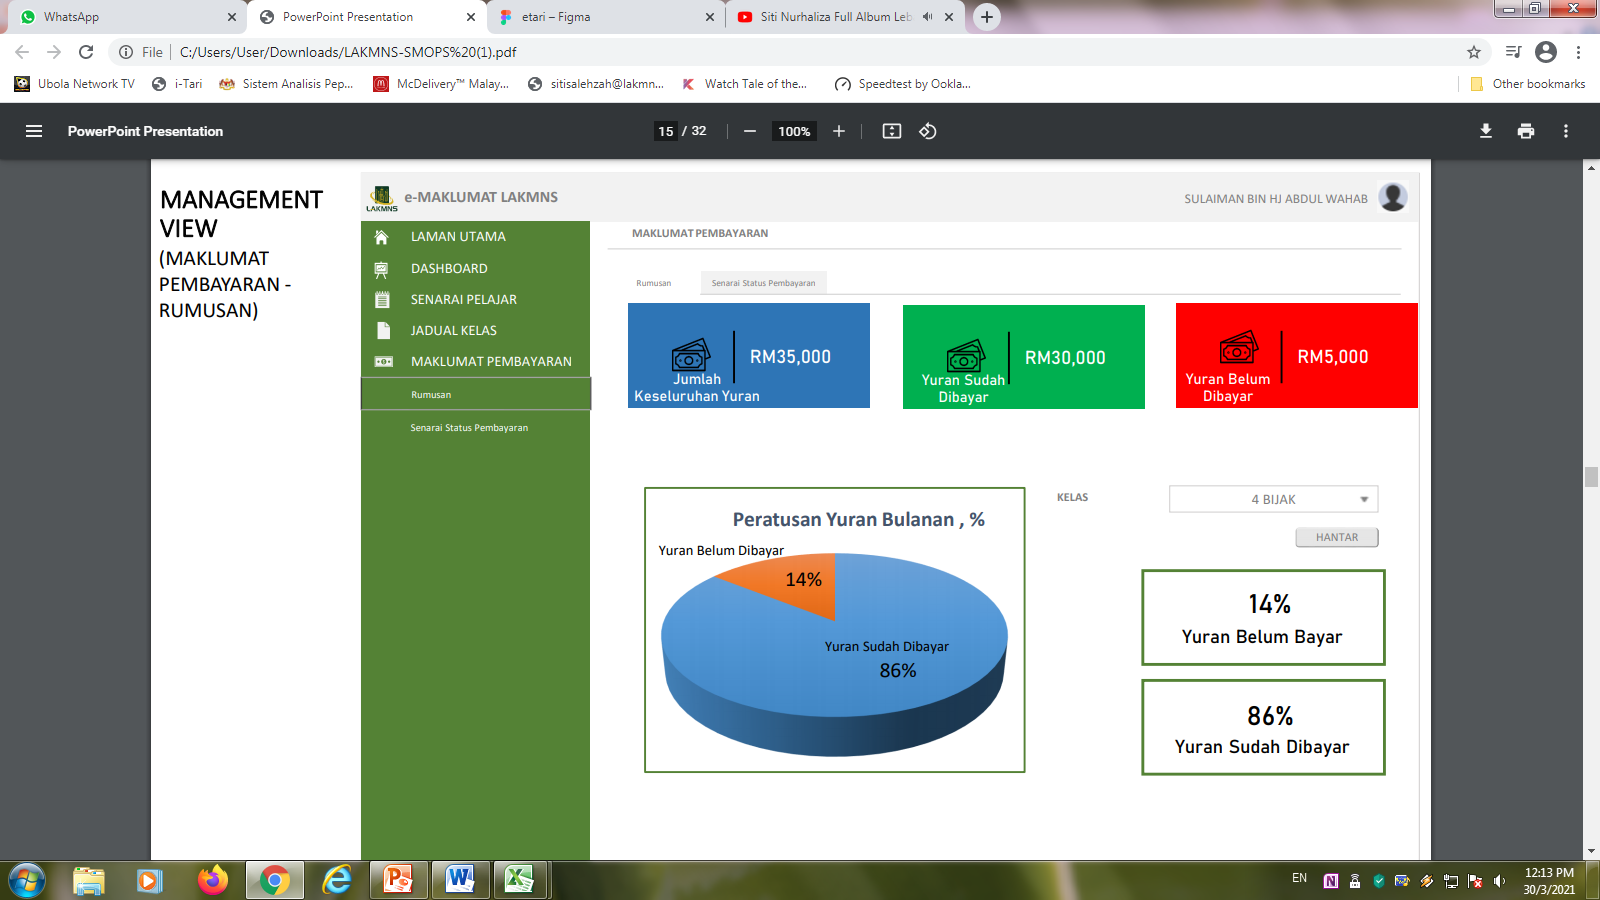 WhatsApp
PowerPoint Presentation
etari – Figma
Siti Nurhaliza Full Album Leb
File
C:/Users/User/Downloads/LAKMNS-SMOPS%20(1).pdf
Ubola Network TV
i-Tari
Sistem Analisis Pep...
McDelivery™ Malay...
sitisalehzah@lakmn...
Watch Tale of the...
Speedtest by Ookla...
Other bookmarks
PowerPoint Presentation
15 / 32
100%
MANAGEMENT
VIEW
(MAKLUMAT
PEMBAYARAN -
RUMUSAN)
LAKMNS
e-MAKLUMAT LAKMNS
SULAIMAN BIN HJ ABDUL WAHAB
LAMAN UTAMA
DASHBOARD
SENARAI PELAJAR
JADUAL KELAS
MAKLUMAT PEMBAYARAN
Rumusan
Senarai Status Pembayaran
MAKLUMAT PEMBAYARAN
Rumusan
Senarai Status Pembayaran
RM35,000
Jumlah
Keseluruhan Yuran
RM30,000
Yuran Sudah
Dibayar
RM5,000
Yuran Belum
Dibayar
Peratusan Yuran Bulanan , %
Yuran Belum Dibayar
14%
Yuran Sudah Dibayar
86%
KELAS
4 BIJAK
HANTAR
14%
Yuran Belum Bayar
86%
Yuran Sudah Dibayar
EN
12:13 PM
30/3/2021